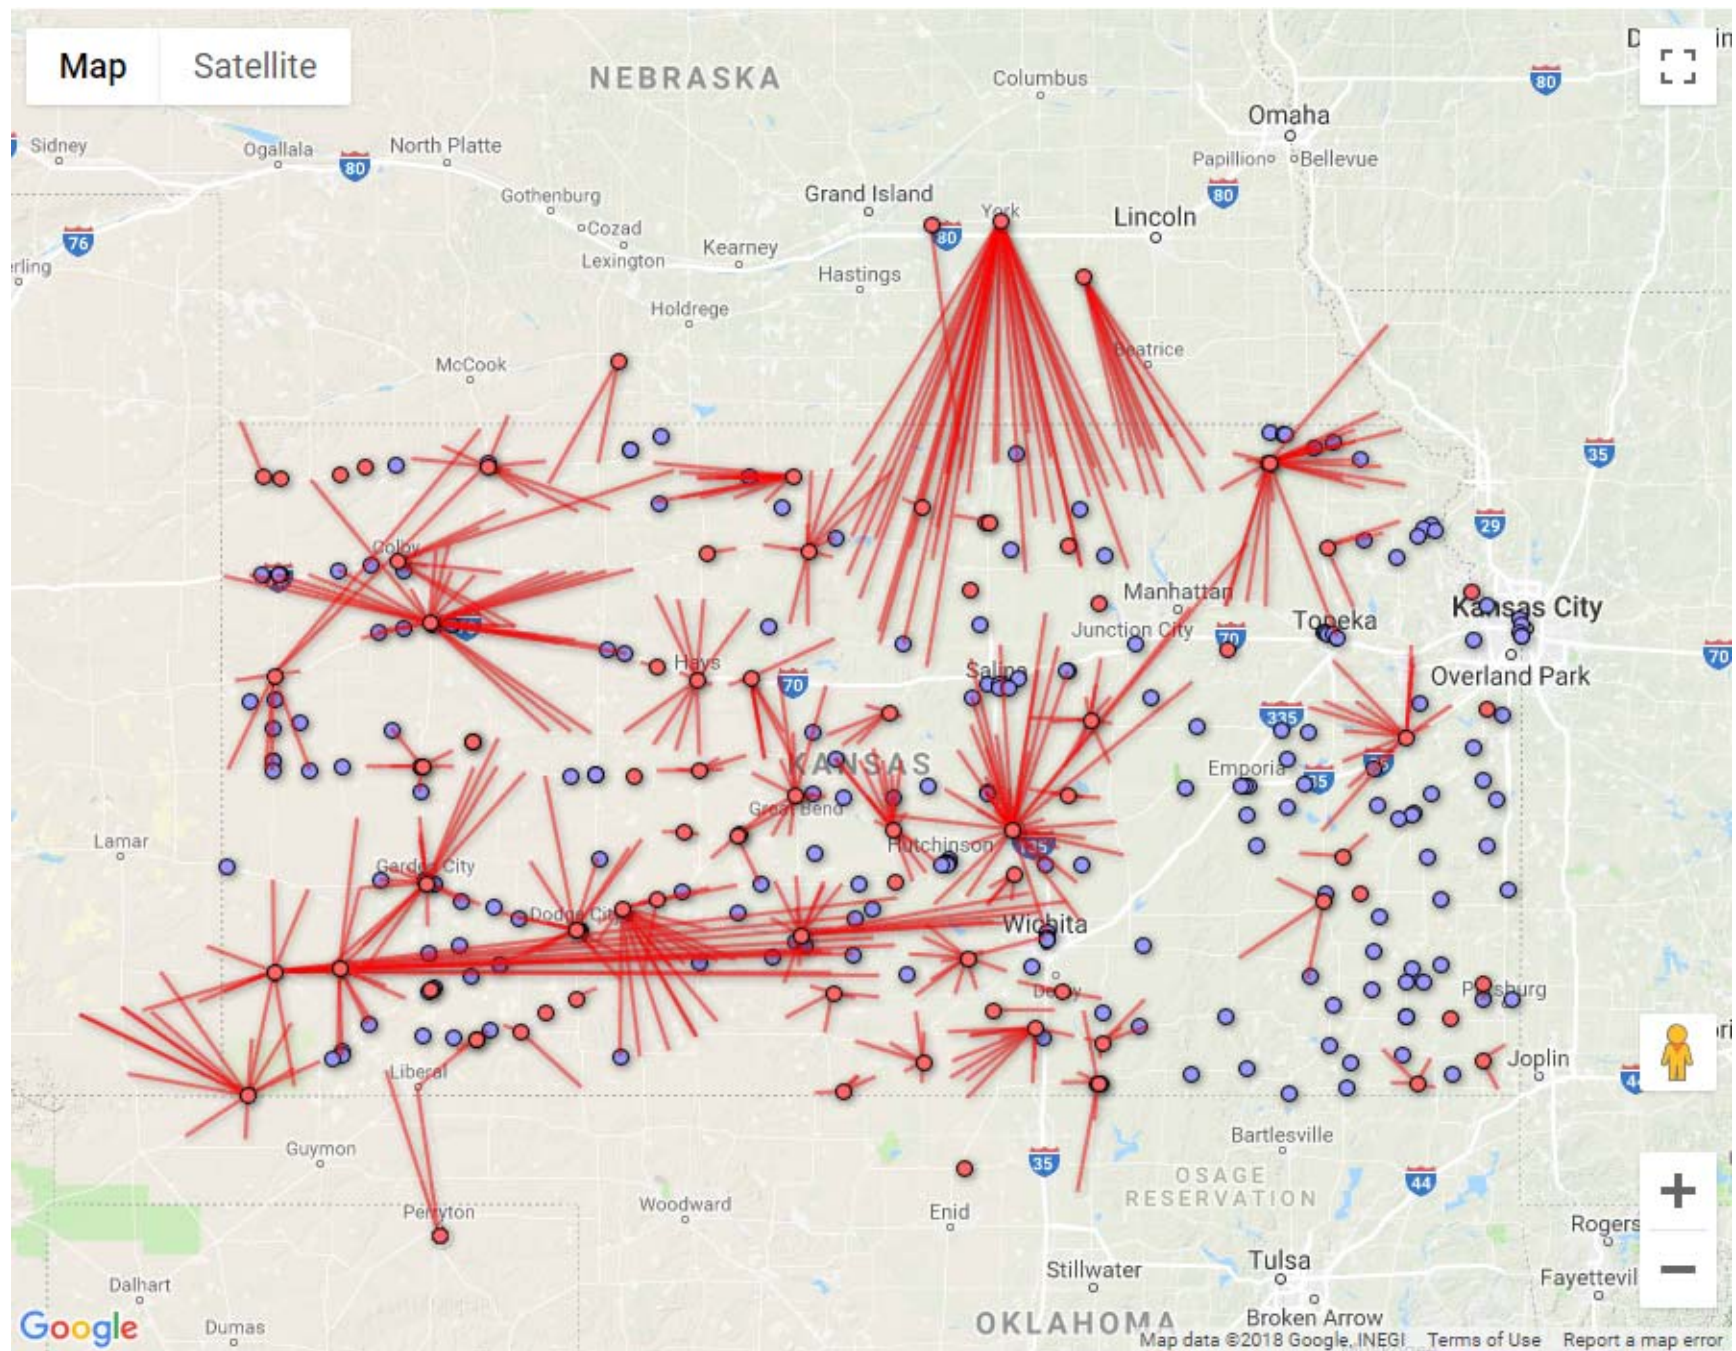 Map
Satellite
NEBRASKA
Columbus
80
Omaha
Sidney
Ogallala
North Platte
80
Papillion
Bellevue
Gothenburg
Grand Island
80
York
Lincoln
76
Cozad
Kearney
80
Lexington
Hastings
Holdrege
Beatrice
McCook
35
29
Colby
Manhattan
Kansas City
Topeka
Junction City
70
70
Hays
Salina
Overland Park
70
335
KANSAS
Emporia
35
Great Bend
Lamar
Hutchinson
135
Garden City
Dodge City
Wichita
Derby
Pittsburg
Liberal
Joplin
44
Guymon
Bartlesville
35
OSAGE
RESERVATION
44
Perryton
Woodward
Enid
Rogers
Stillwater
Tulsa
Dalhart
Fayettevil
Broken Arrow
Google
Dumas
OKLAHOMA
Map data ©2018 Google, INEGI
Terms of Use
Report a map error